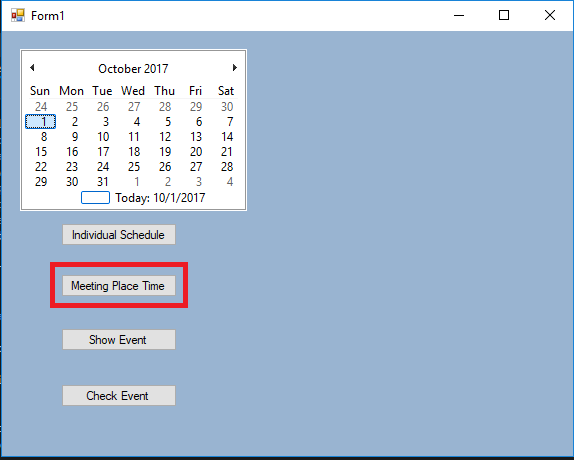 Form1
October 2017
Sun Mon Tue Wed Thu Fri Sat
24 25 26 27 28 29 30
1 2 3 4 5 6 7
8 9 10 11 12 13 14
15 16 17 18 19 20 21
22 23 24 25 26 27 28
29 30 31 1 2 3 4
Today: 10/1/2017
Individual Schedule
Meeting Place Time
Show Event
Check Event